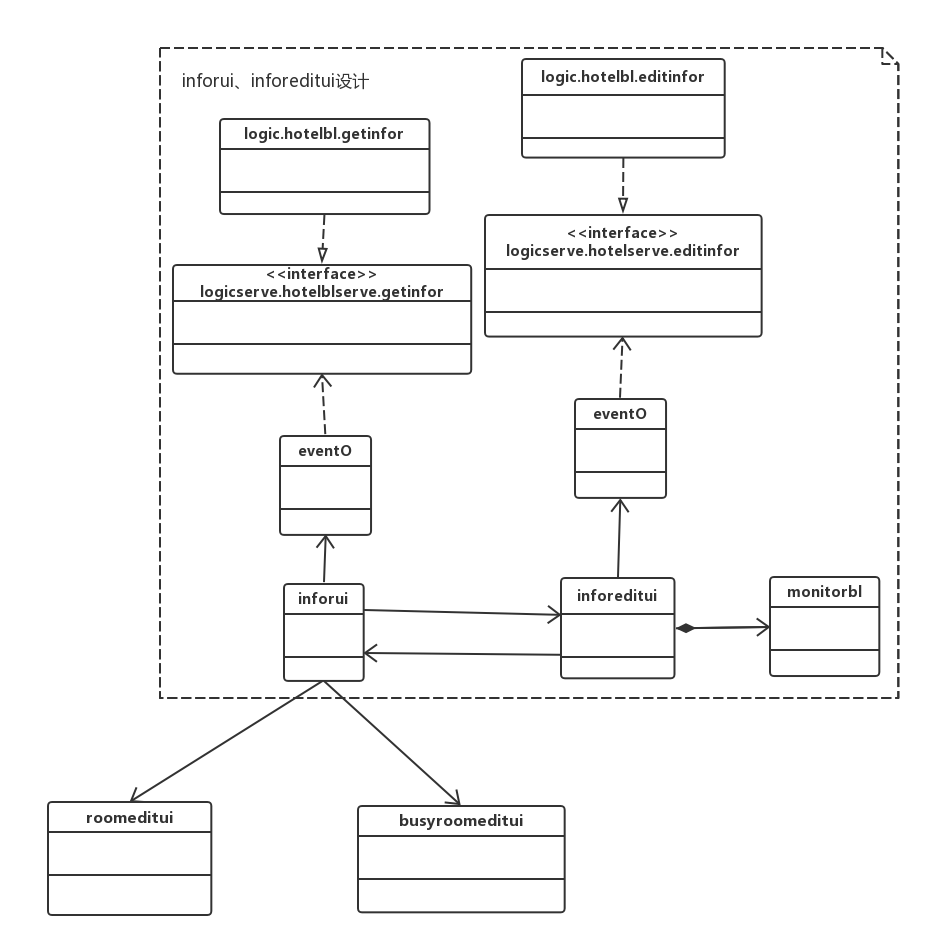 inforui、inforeditui设计
logic.hotelbl.editinfor
logic.hotelbl.getinfor
<<interface>>
logicserve.hotelserve.editinfor
<<interface>>
logicserve.hotelblserve.getinfor
eventO
eventO
inforui
inforeditui
monitorbl
roomeditui
busyroomeditui